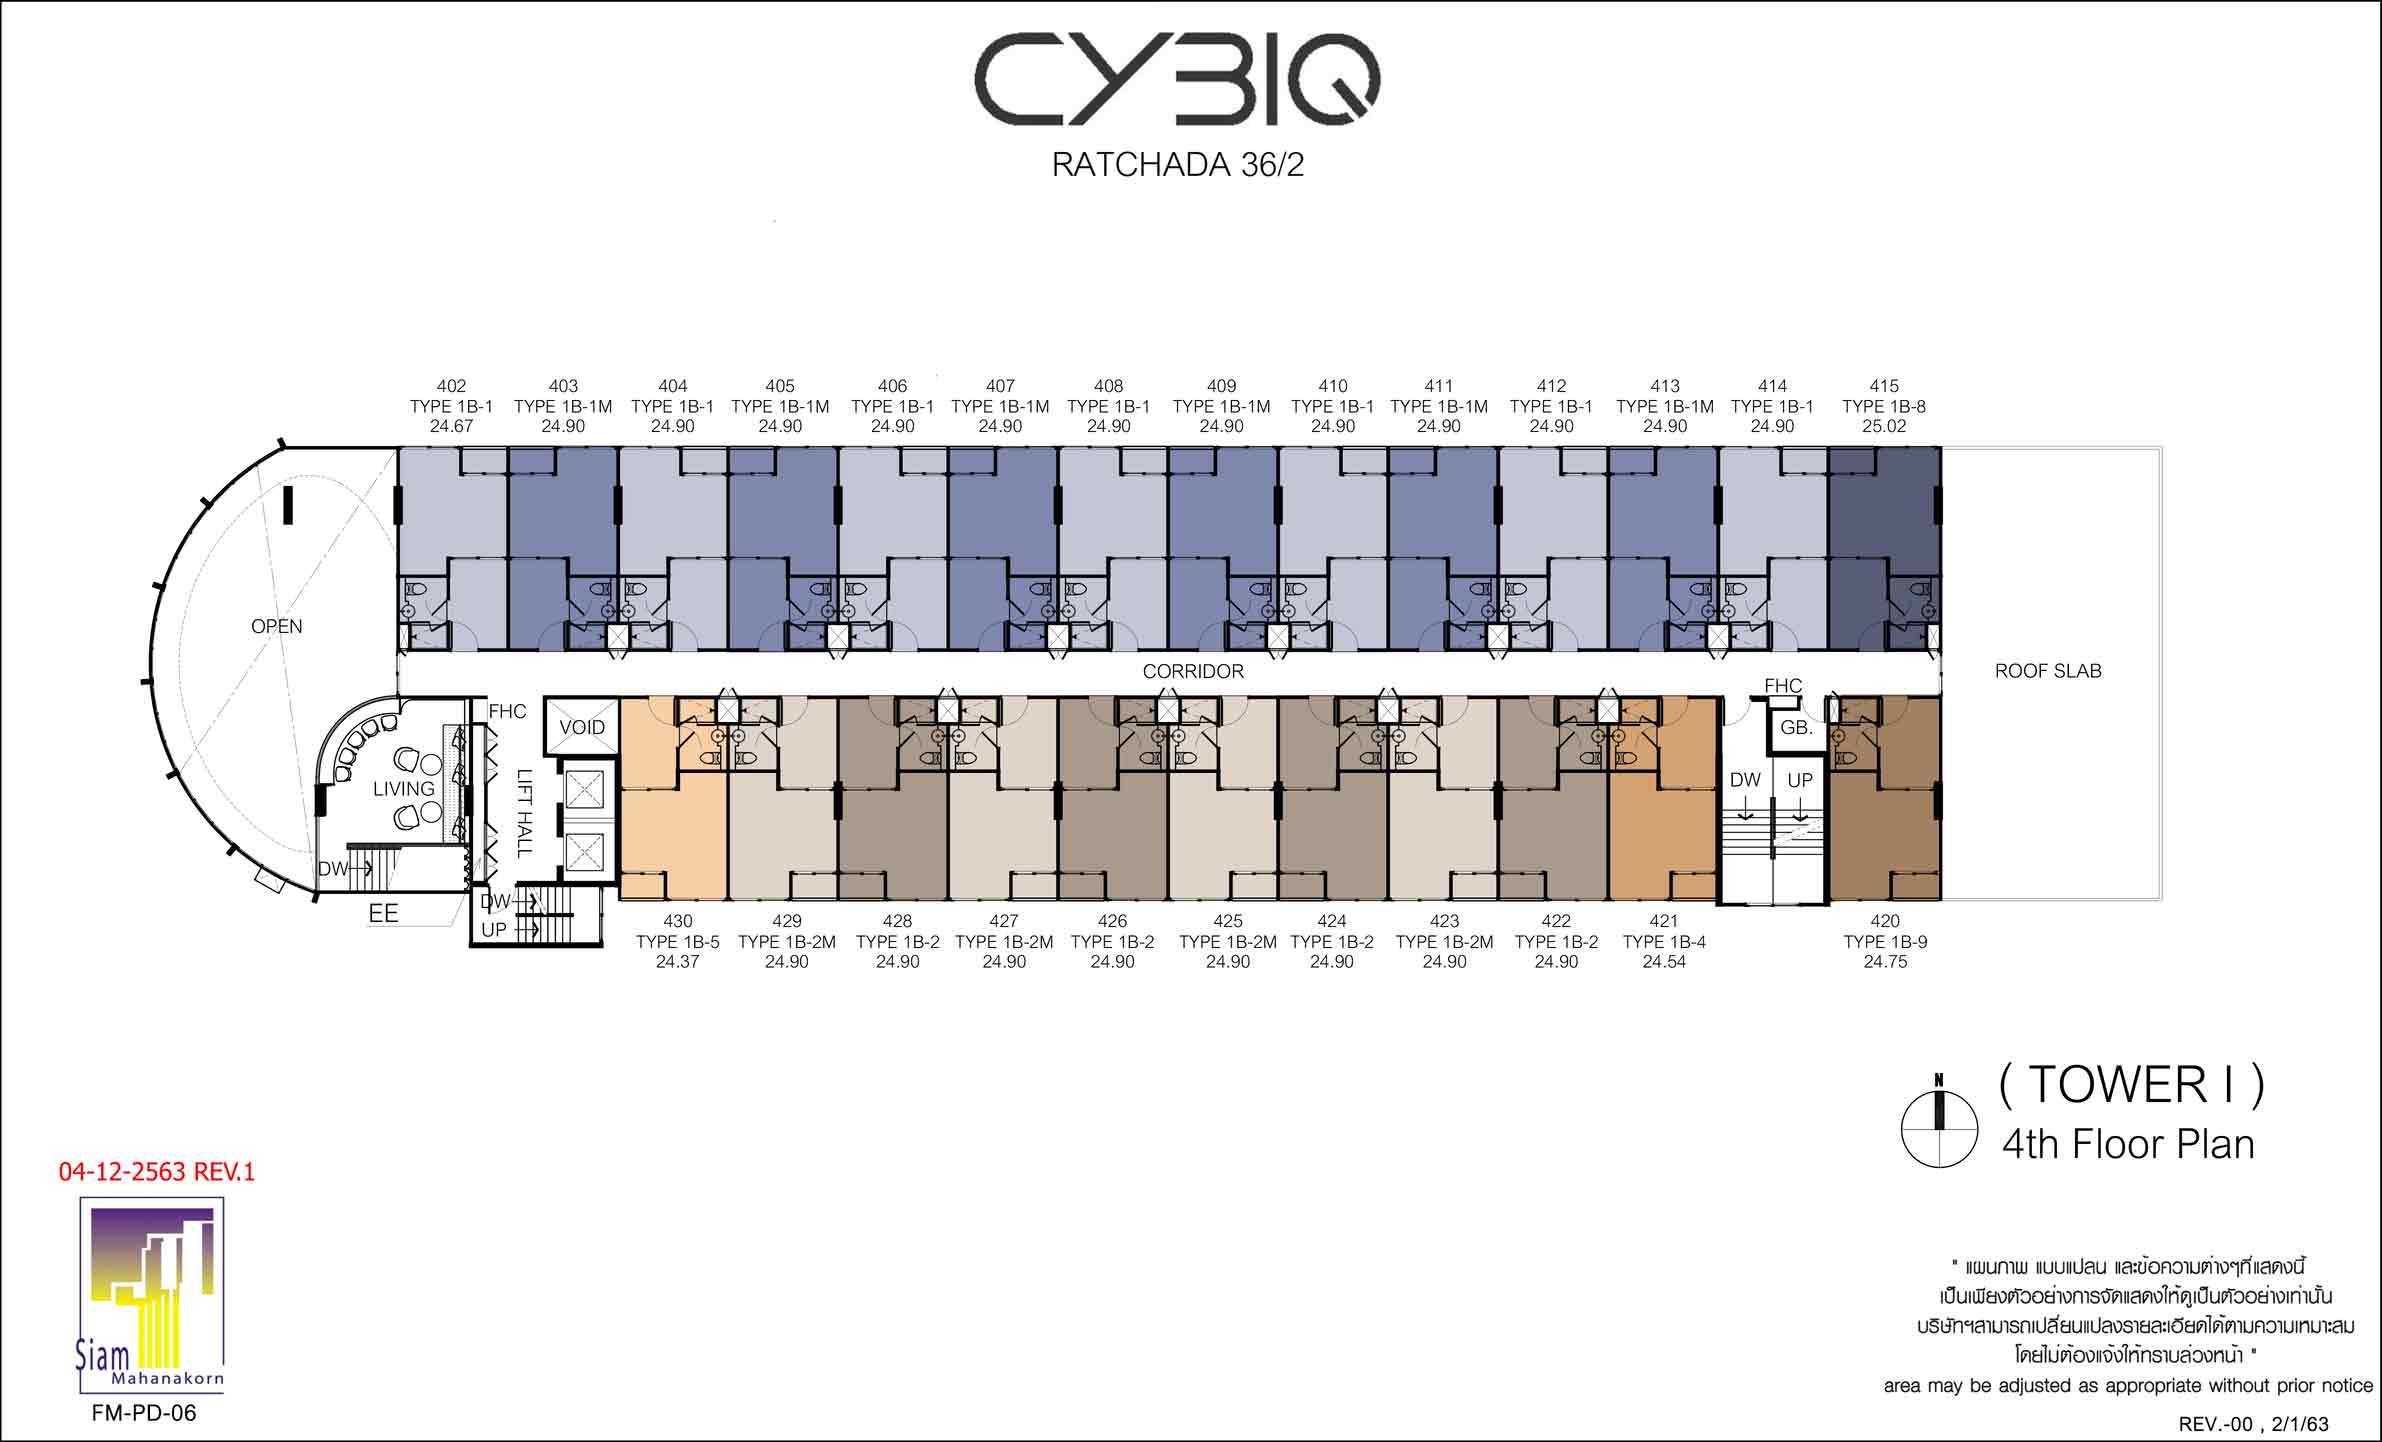 CYBIQ
RATCHADA 36/2
402
TYPE 1B-1
24.67
403
TYPE 1B-1M
24.90
404
TYPE 1B-1
24.90
405
TYPE 1B-1M
24.90
406
TYPE 1B-1
24.90
407
TYPE 1B-1M
24.90
408
TYPE 1B-1
24.90
409
TYPE 1B-1M
24.90
410
TYPE 1B-1
24.90
411
TYPE 1B-1M
24.90
412
TYPE 1B-1
24.90
413
TYPE 1B-1M
24.90
414
TYPE 1B-1
24.90
415
TYPE 1B-8
25.02
OPEN
CORRIDOR
ROOF SLAB
FHC
VOID
LIFT HALL
LIVING
DW
EE
DW
UP
FHC
GB.
DW
UP
430
TYPE 1B-5
24.37
429
TYPE 1B-2M
24.90
428
TYPE 1B-2
24.90
427
TYPE 1B-2M
24.90
426
TYPE 1B-2
24.90
425
TYPE 1B-2M
24.90
424
TYPE 1B-2
24.90
423
TYPE 1B-2M
24.90
422
TYPE 1B-2
24.90
421
TYPE 1B-4
24.54
420
TYPE 1B-9
24.75
N
( TOWER I )
4th Floor Plan
04-12-2563 REV.1
Siam
Mahanakorn
FM-PD-06
" แผนภาพ แบบแปลน และข้อความต่างๆที่แสดงนี้
เป็นเพียงตัวอย่างการจัดแสดงให้ดูเป็นตัวอย่างเท่านั้น
บริษัทฯสามารถเปลี่ยนแปลงรายละเอียดได้ตามความเหมาะสม
โดยไม่ต้องแจ้งให้ทราบล่วงหน้า "
area may be adjusted as appropriate without prior notice
REV.-00 , 2/1/63